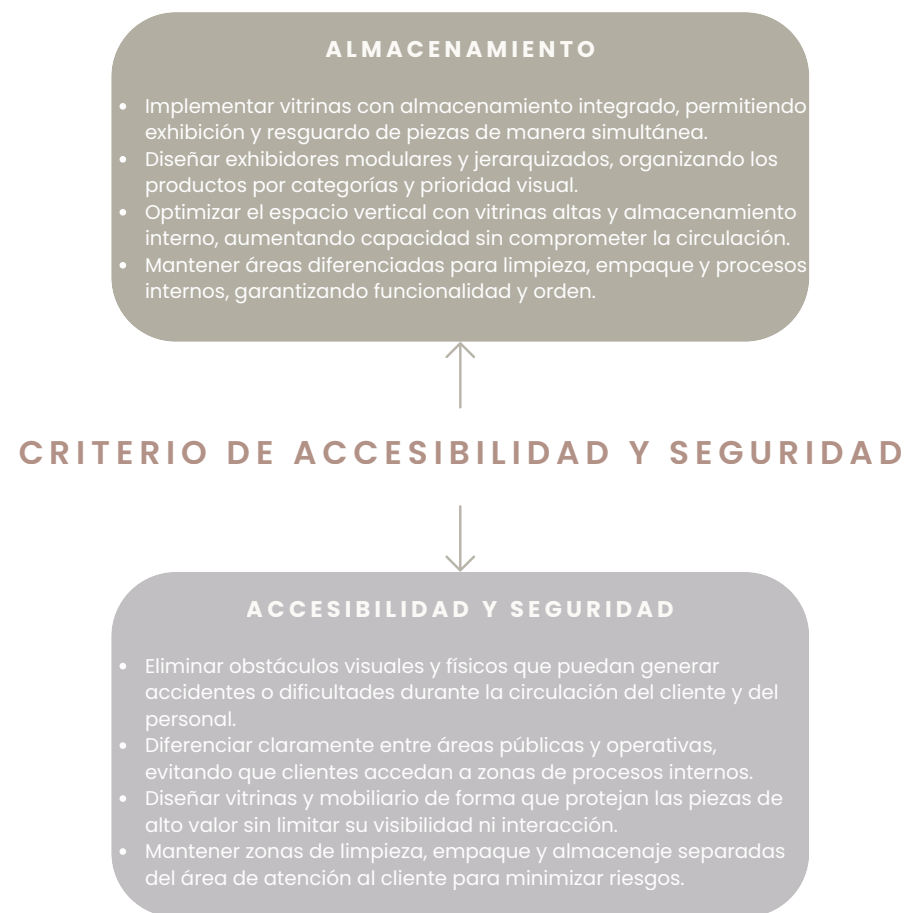 ALMACENAMIENTO
• Implementar vitrinas con almacenamiento integrado, permitiendo
exhibición y resguardo de piezas de manera simultánea.
• Diseñar exhibidores modulares y jerarquizados, organizando los
productos por categorías y prioridad visual.
• Optimizar el espacio vertical con vitrinas altas y almacenamiento
interno, aumentando capacidad sin comprometer la circulación.
• Mantener áreas diferenciadas para limpieza, empaque y procesos
internos, garantizando funcionalidad y orden.
CRITERIO DE ACCESIBILIDAD Y SEGURIDAD
ACCESIBILIDAD Y SEGURIDAD
• Eliminar obstáculos visuales y físicos que puedan generar
accidentes o dificultades durante la circulación del cliente y del
personal.
• Diferenciar claramente entre áreas públicas y operativas,
evitando que clientes accedan a zonas de procesos internos.
• Diseñar vitrinas y mobiliario de forma que protejan las piezas de
alto valor sin limitar su visibilidad ni interacción.
• Mantener zonas de limpieza, empaque y almacenaje separadas
del área de atención al cliente para minimizar riesgos.